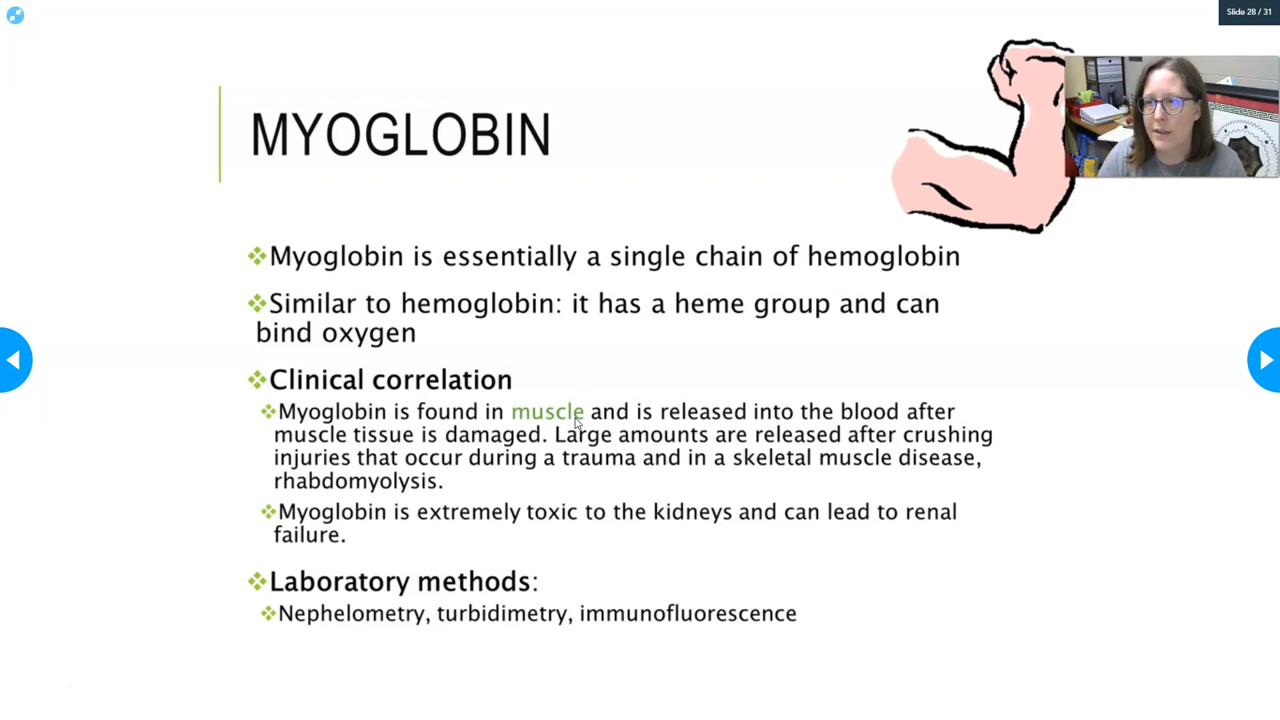 Slide 28 / 31
MYOGLOBIN
Myoglobin is essentially a single chain of hemoglobin
Similar to hemoglobin: it has a heme group and can
bind oxygen
Clinical correlation
Myoglobin is found in muscle and is released into the blood after
muscle tissue is damaged. Large amounts are released after crushing
injuries that occur during a trauma and in a skeletal muscle disease,
rhabdomyolysis.
Myoglobin is extremely toxic to the kidneys and can lead to renal
failure.
Laboratory methods:
Nephelometry, turbidimetry, immunofluorescence